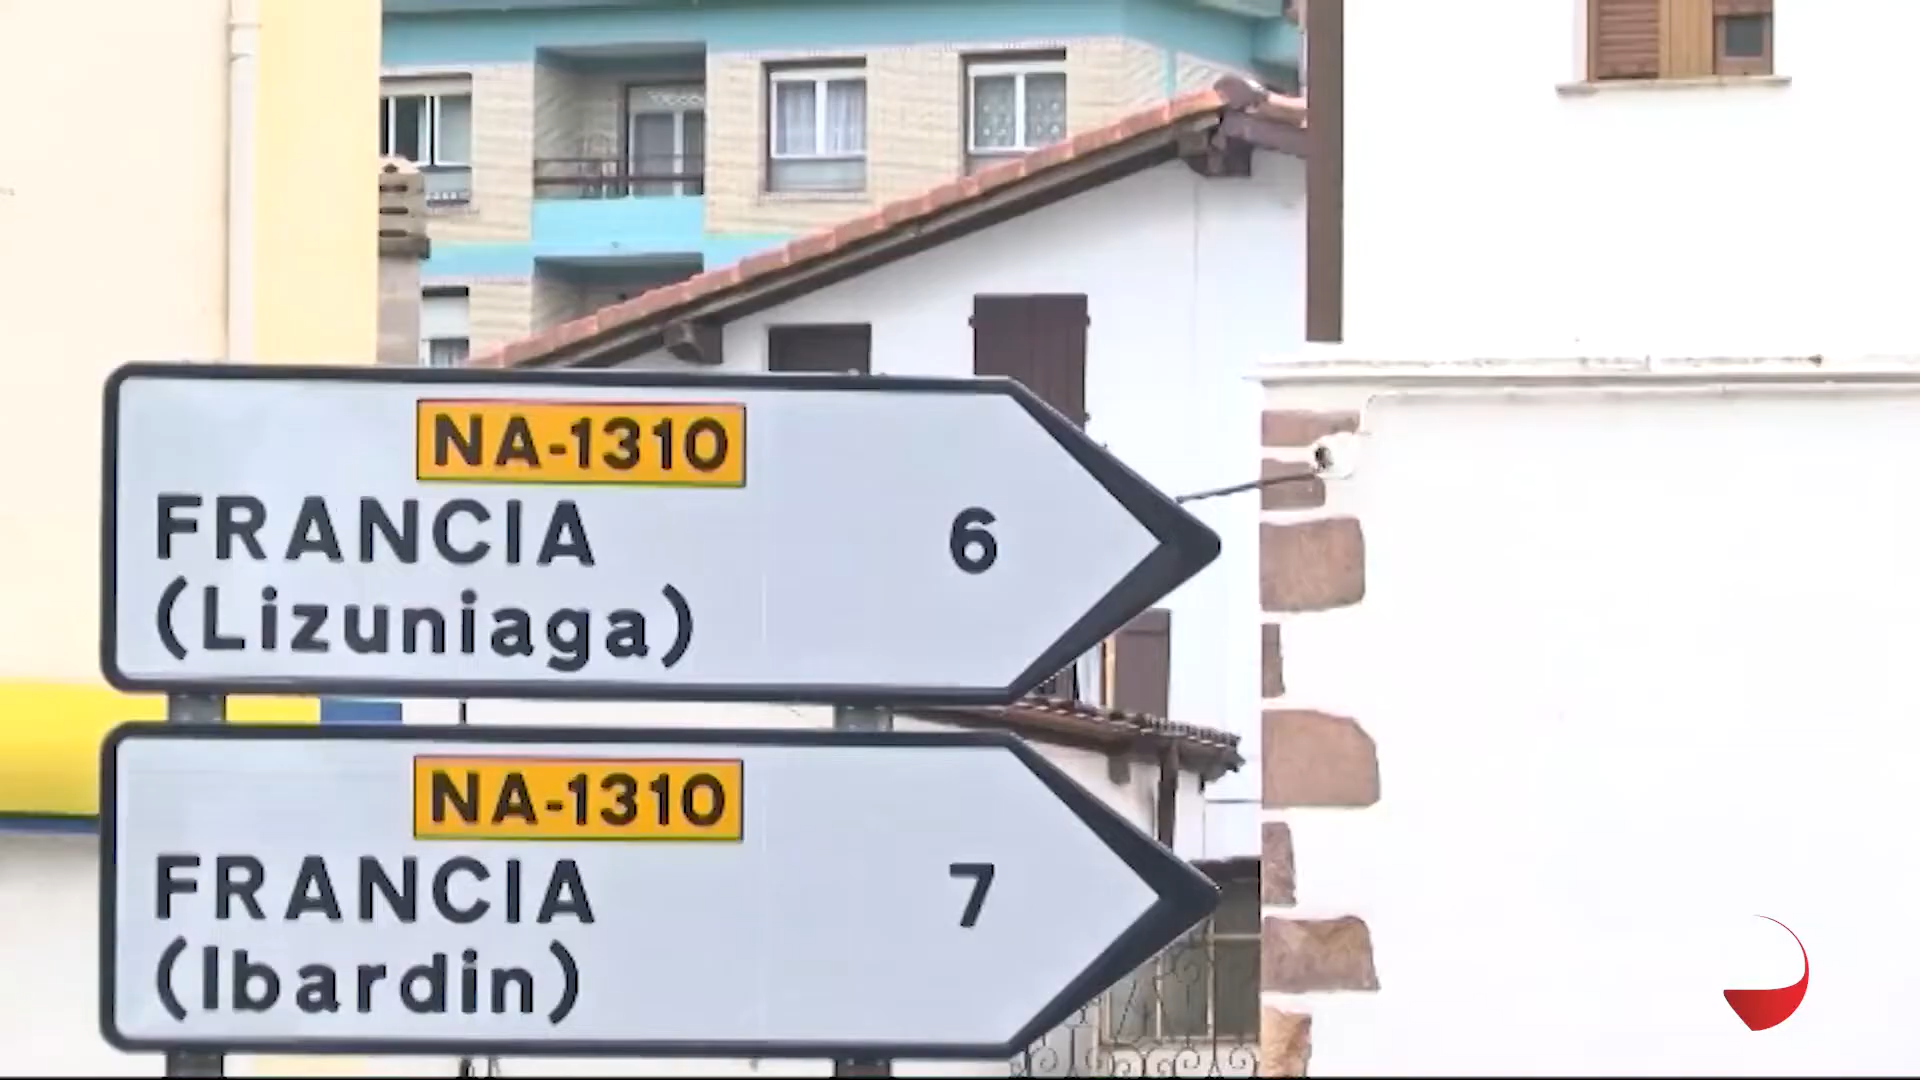 NA-1310
FRANCIA 6
(Lizuniaga)
NA-1310
FRANCIA 7
(Ibardin)